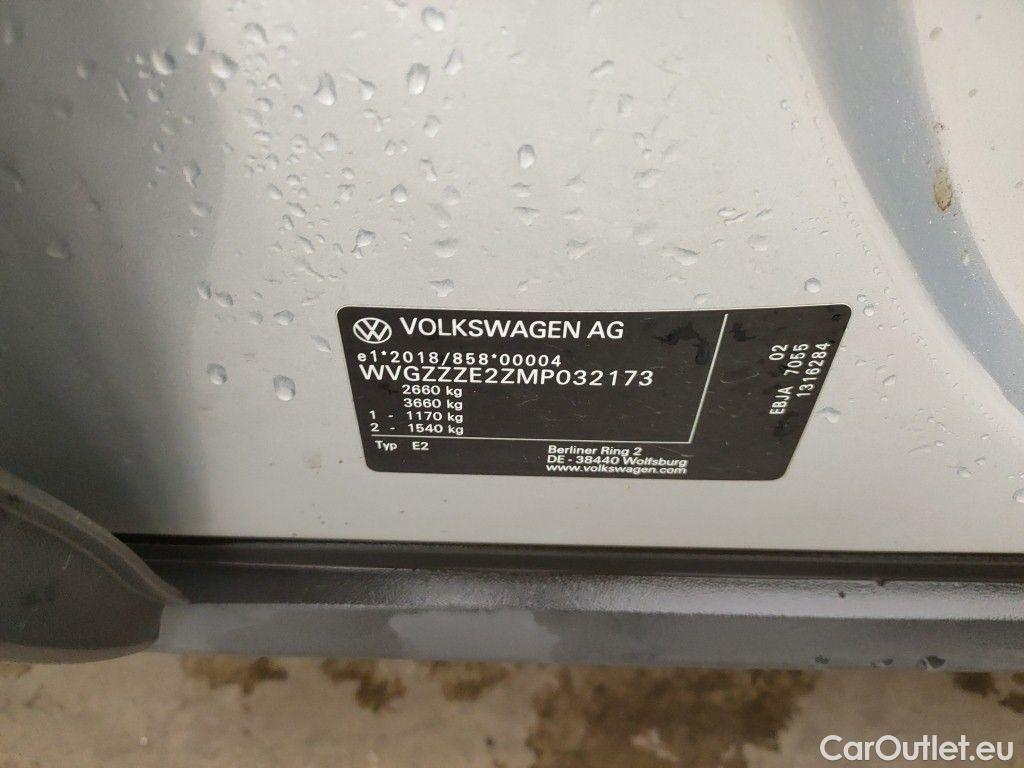 VOLKSWAGEN AG
e1*2018/858*00004
WVGZZZE2ZMP032173
2660 kg
3660 kg
1 - 1170 kg
2 - 1540 kg
Typ E2
Berliner Ring 2
DE - 38440 Wolfsburg
www.volkswagen.com
02
EBJA 7055
1316284
CarOutlet.eu